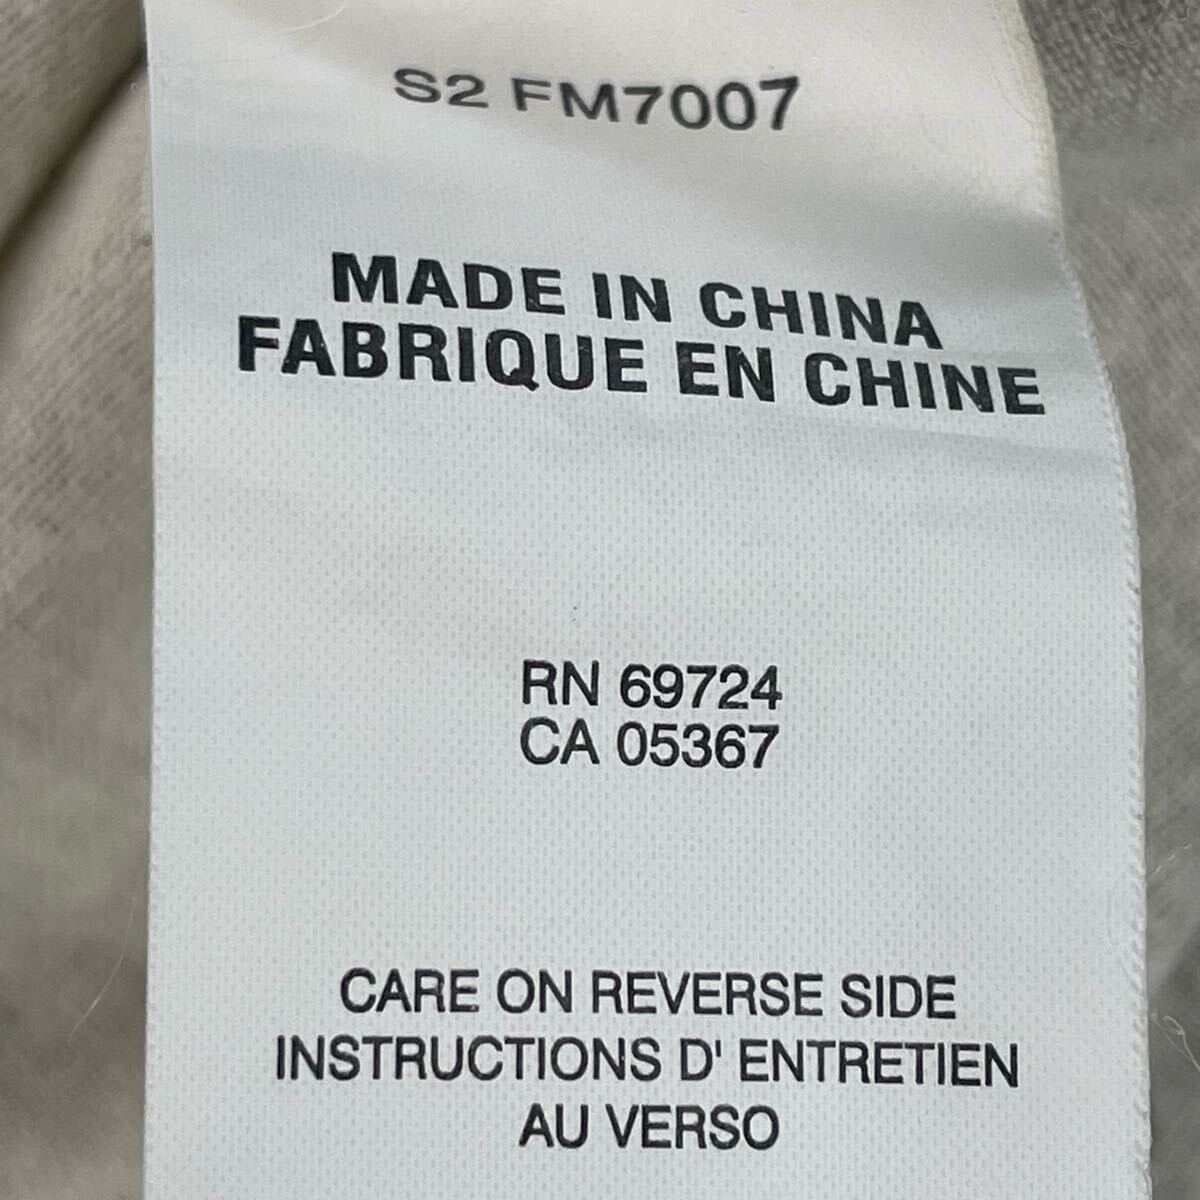 S2 FM7007
MADE IN CHINA
FABRIQUE EN CHINE
RN 69724
CA 05367
CARE ON REVERSE SIDE
INSTRUCTIONS D' ENTRETIEN
AU VERSO